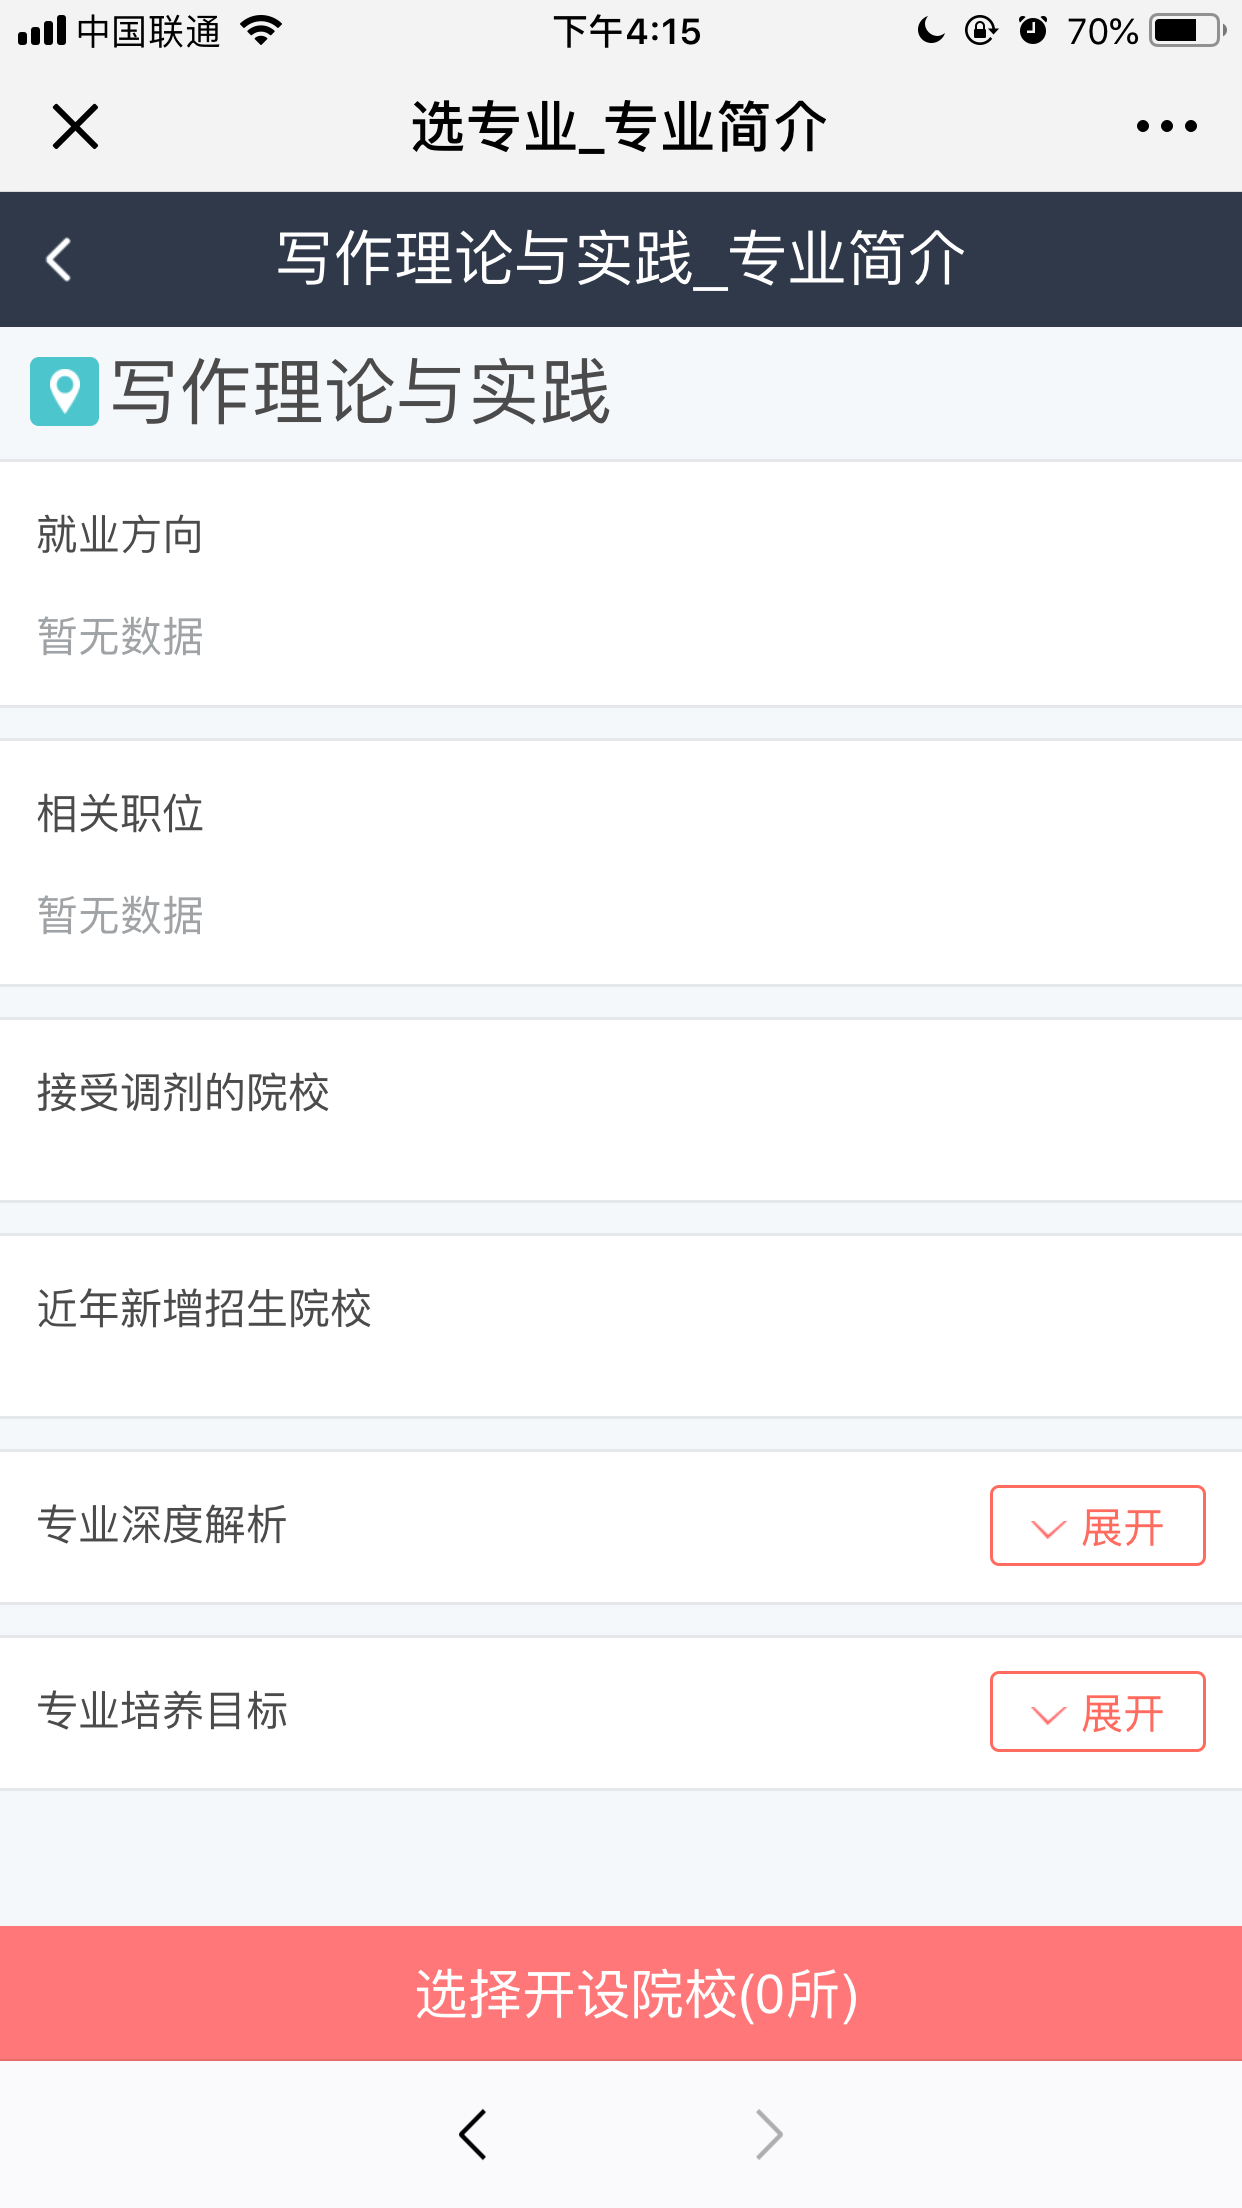 中国联通 下午4:15 70%
选专业_专业简介
写作理论与实践_专业简介
写作理论与实践
就业方向
暂无数据
相关职位
暂无数据
接受调剂的院校
近年新增招生院校
专业深度解析 展开
专业培养目标 展开
选择开设院校(0所)